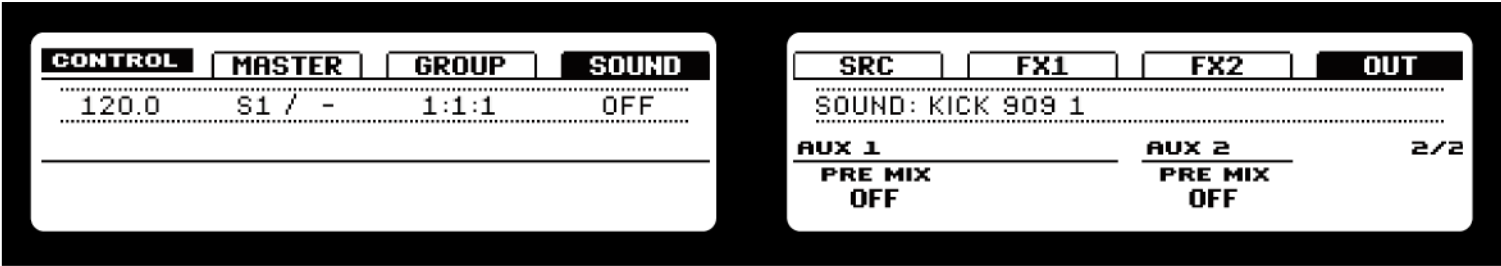 CONTROL MASTER GROUP SOUND
120.0 S1 / - 1:1:1 OFF
SRC FX1 FX2 OUT
SOUND: KICK 909 1
AUX 1 AUX 2 2/2
PRE MIX PRE MIX
OFF OFF